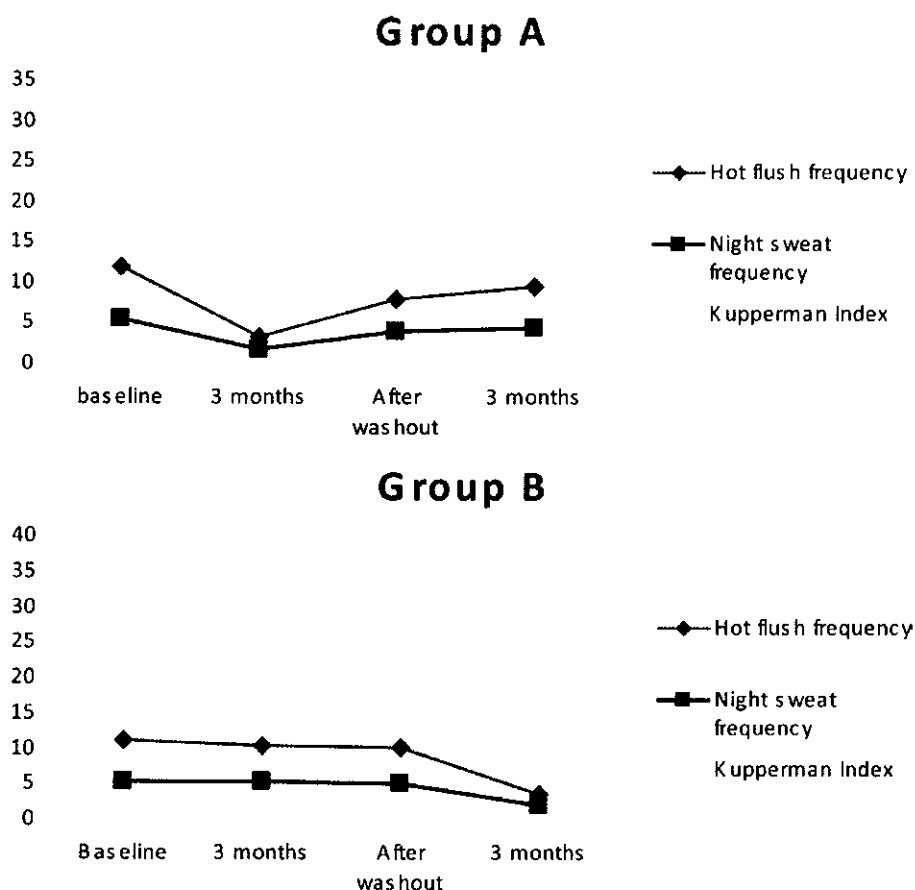 Group A
35
30
25
20
15
10
5
0
baseline
3 months
After
washout
3 months
Hot flush frequency
Night sweat
frequency
Kupperman Index
Group B
40
35
30
25
20
15
10
5
0
Baseline
3 months
After
washout
3 months
Hot flush frequency
Night sweat
frequency
Kupperman Index